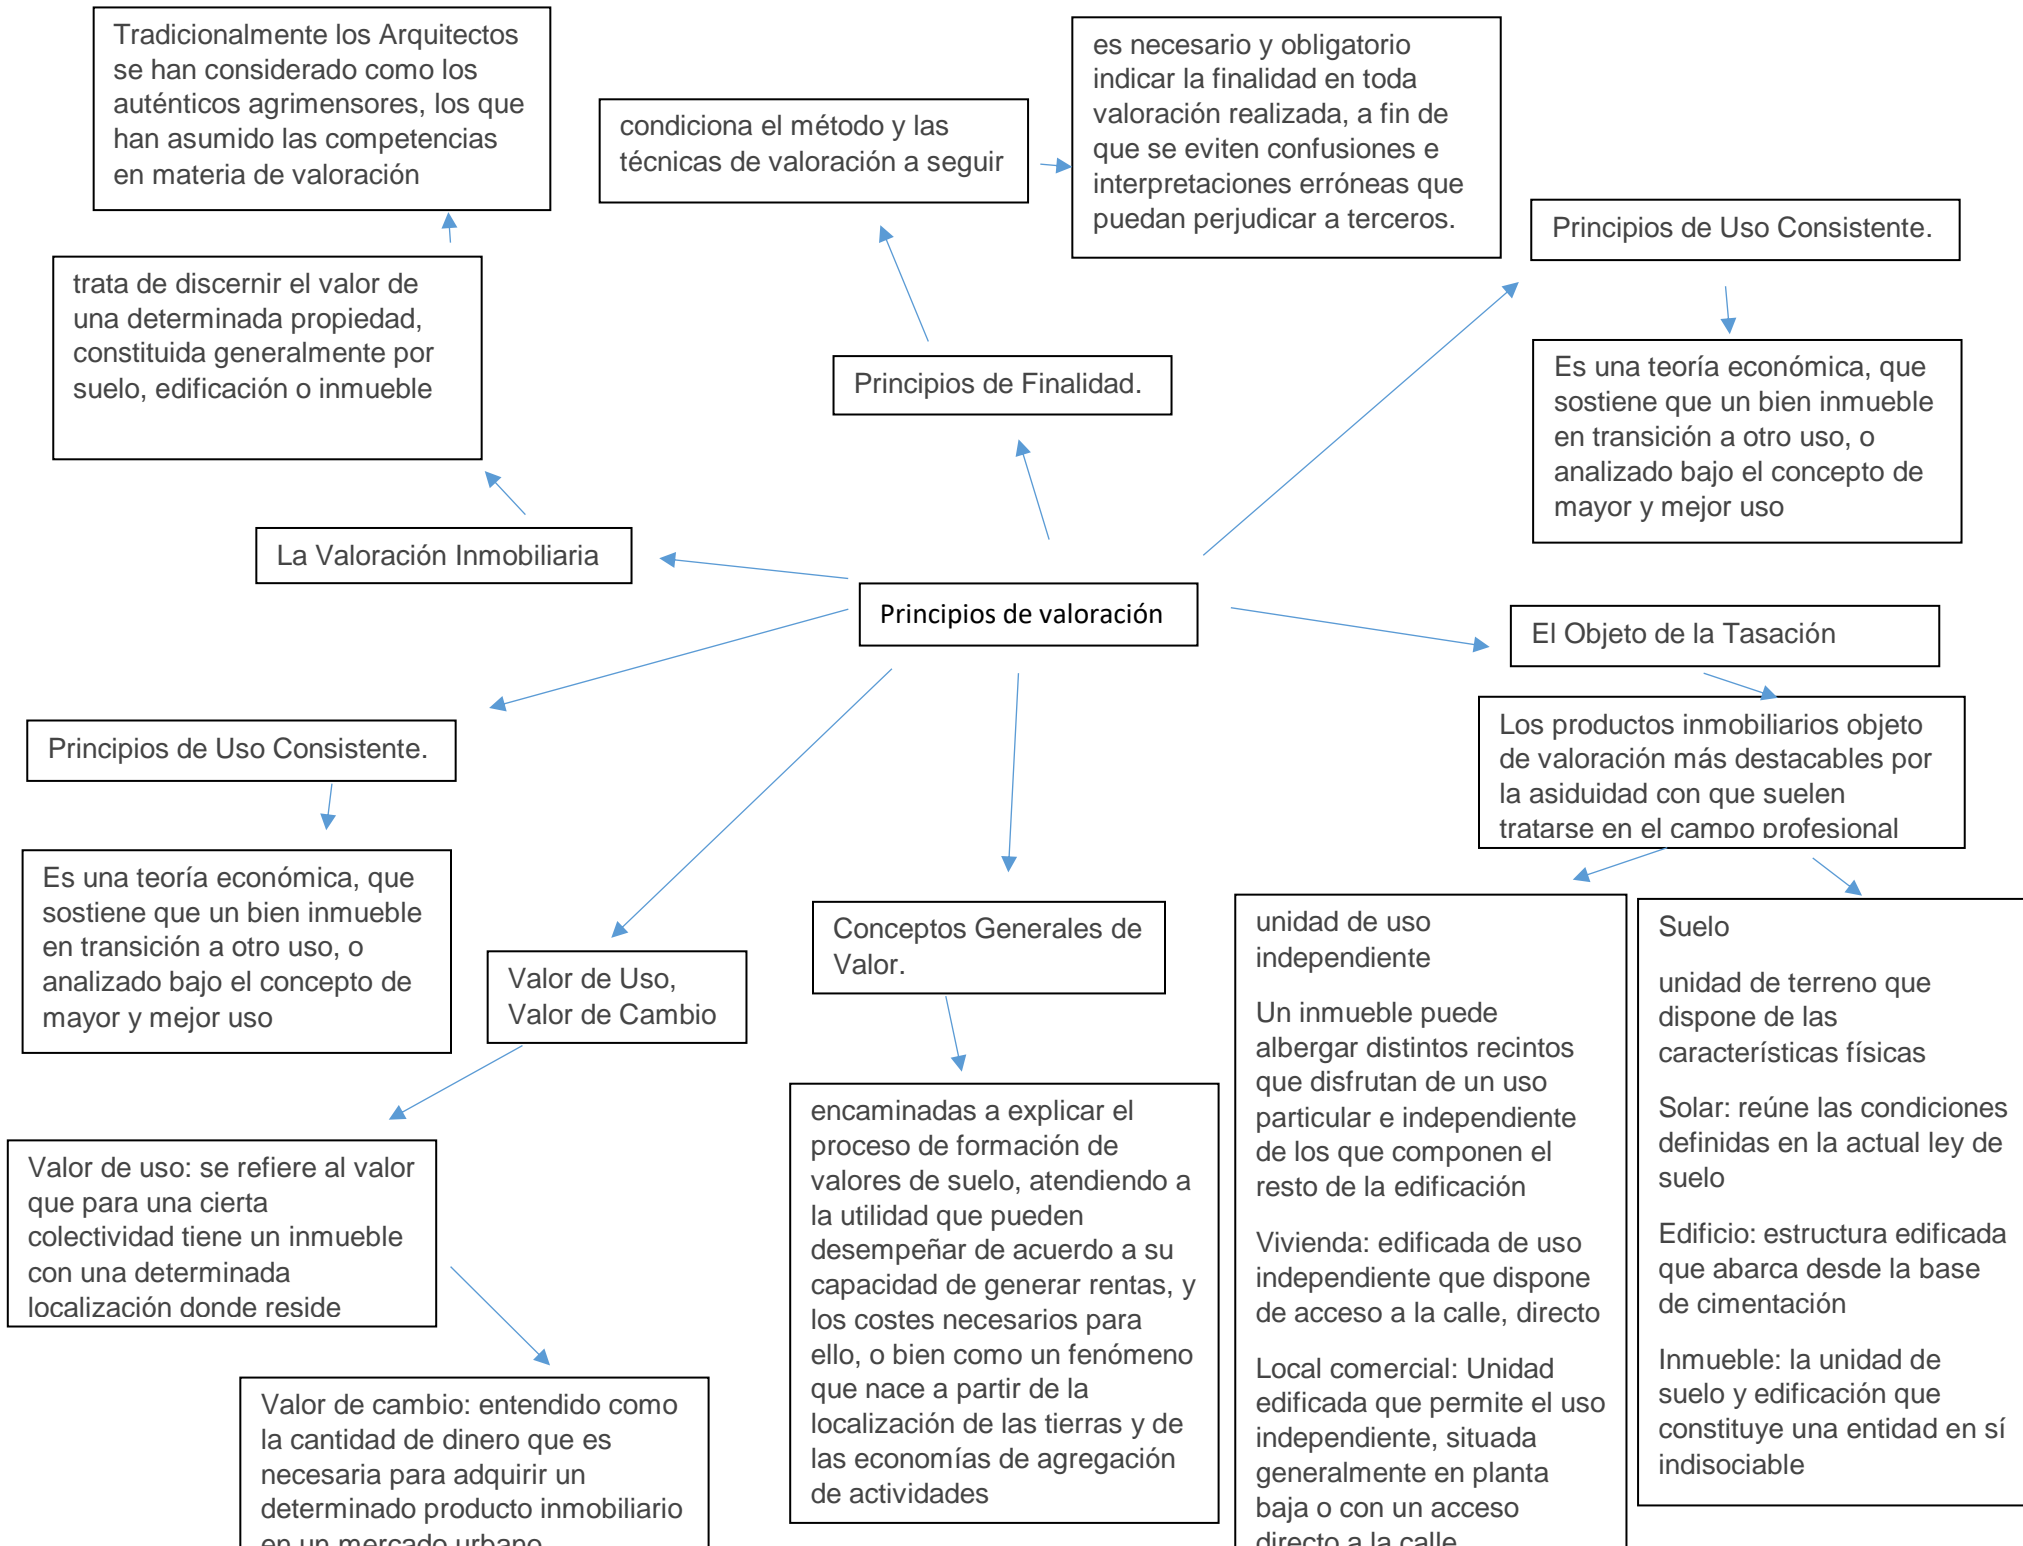 Tradicionalmente los Arquitectos
se han considerado como los
auténticos agrimensores, los que
han asumido las competencias
en materia de valoración
condiciona el método y las
técnicas de valoración a seguir
es necesario y obligatorio
indicar la finalidad en toda
valoración realizada, a fin de
que se eviten confusiones e
interpretaciones erróneas que
puedan perjudicar a terceros.
Principios de Uso Consistente.
trata de discernir el valor de
una determinada propiedad,
constituida generalmente por
suelo, edificación o inmueble
Principios de Finalidad.
Es una teoría económica, que
sostiene que un bien inmueble
en transición a otro uso, o
analizado bajo el concepto de
mayor y mejor uso
La Valoración Inmobiliaria
Principios de valoración
El Objeto de la Tasación
Principios de Uso Consistente.
Los productos inmobiliarios objeto
de valoración más destacables por
la asiduidad con que suelen
tratarse en el campo profesional
Es una teoría económica, que
sostiene que un bien inmueble
en transición a otro uso, o
analizado bajo el concepto de
mayor y mejor uso
Valor de Uso,
Valor de Cambio
Conceptos Generales de
Valor.
unidad de uso
independiente
Un inmueble puede
albergar distintos recintos
que disfrutan de un uso
particular e independiente
de los que componen el
resto de la edificación
Vivienda: edificada de uso
independiente que dispone
de acceso a la calle, directo
Local comercial: Unidad
edificada que permite el uso
independiente, situada
generalmente en planta
baja o con un acceso
directo a la calle
Suelo
unidad de terreno que
dispone de las
características físicas
Solar: reúne las condiciones
definidas en la actual ley de
suelo
Edificio: estructura edificada
que abarca desde la base
de cimentación
Inmueble: la unidad de
suelo y edificación que
constituye una entidad en sí
indisociable
encaminadas a explicar el
proceso de formación de
valores de suelo, atendiendo a
la utilidad que pueden
desempeñar de acuerdo a su
capacidad de generar rentas, y
los costes necesarios para
ello, o bien como un fenómeno
que nace a partir de la
localización de las tierras y de
las economías de agregación
de actividades
Valor de uso: se refiere al valor
que para una cierta
colectividad tiene un inmueble
con una determinada
localización donde reside
Valor de cambio: entendido como
la cantidad de dinero que es
necesaria para adquirir un
determinado producto inmobiliario
en un mercado urbano